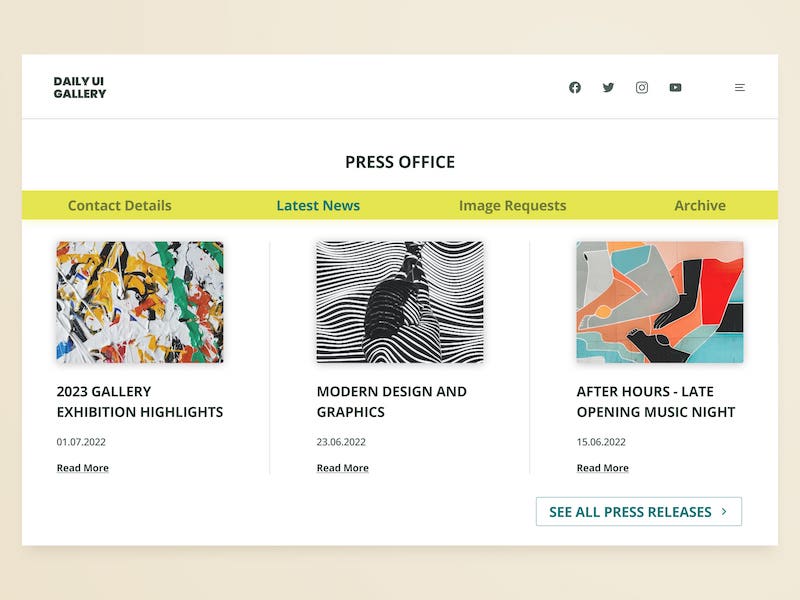 DAILY UI
GALLERY
PRESS OFFICE
Contact Details
Latest News
Image Requests
Archive
2023 GALLERY
EXHIBITION HIGHLIGHTS
01.07.2022
Read More
MODERN DESIGN AND
GRAPHICS
23.06.2022
Read More
AFTER HOURS - LATE
OPENING MUSIC NIGHT
15.06.2022
Read More
SEE ALL PRESS RELEASES